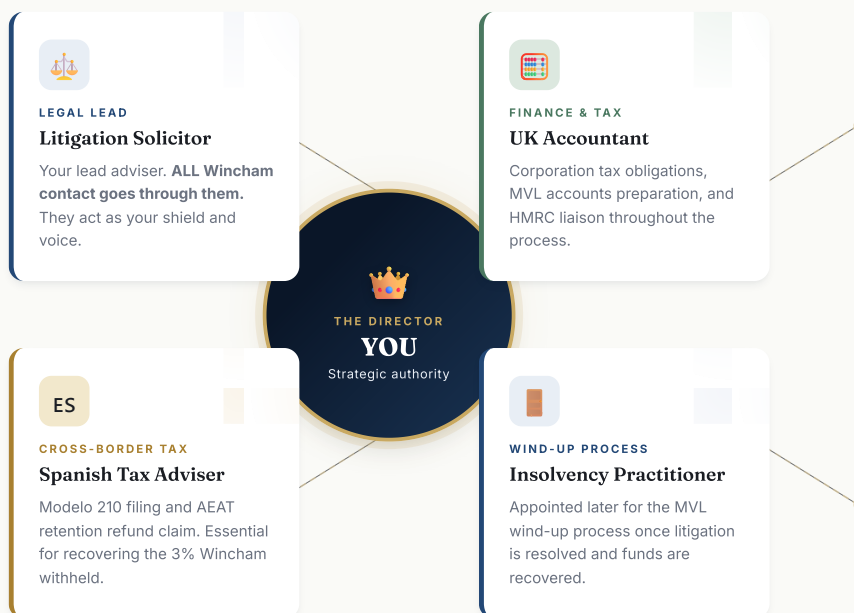 LEGAL LEAD
Litigation Solicitor
Your lead adviser. ALL Wincham
contact goes through them.
They act as your shield and
voice.
FINANCE & TAX
UK Accountant
Corporation tax obligations,
MVL accounts preparation, and
HMRC liaison throughout the
process.
THE DIRECTOR
YOU
Strategic authority
ES
CROSS-BORDER TAX
Spanish Tax Adviser
Modelo 210 filing and AEAT
retention refund claim. Essential
for recovering the 3% Wincham
withheld.
WIND-UP PROCESS
Insolvency Practitioner
Appointed later for the MVL
wind-up process once litigation
is resolved and funds are
recovered.